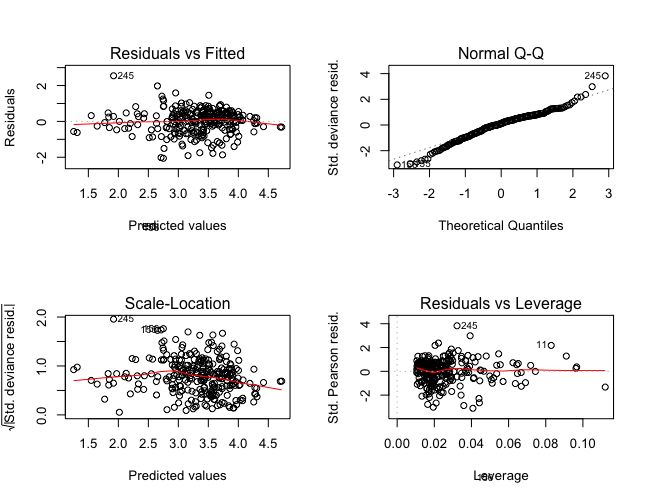 Residuals vs Fitted
Residuals
2
0
-2
245
1.5 2.0 2.5 3.0 3.5 4.0 4.5
Predicted values
Normal Q-Q
Std. deviance resid.
4
2
0
-2
245
-3 -2 -1 0 1 2 3
Theoretical Quantiles
Scale-Location
√|Std. deviance resid.|
2.0
1.0
0.0
245
1.5 2.0 2.5 3.0 3.5 4.0 4.5
Predicted values
Residuals vs Leverage
Std. Pearson resid.
4
2
0
-2
245
11
0.00 0.02 0.04 0.06 0.08 0.10
Leverage